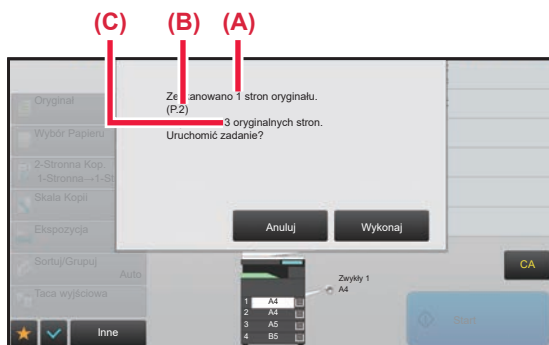 (C) (B) (A)
Zeskanowano 1 stron oryginału.
(P.2)
3 oryginalnych stron.
Uruchomić zadanie?
Anuluj
Wykonaj
Oryginał
Wybór Papieru
2-Stronna Kop.
1-Stronna→1-St
Skala Kopii
Ekspozycja
Sortuj/Grupuj
Auto
Taca wyjściowa
Inne
Zwykły 1
A4
1 A4
2 A4
3 A5
4 B5
CA
Start